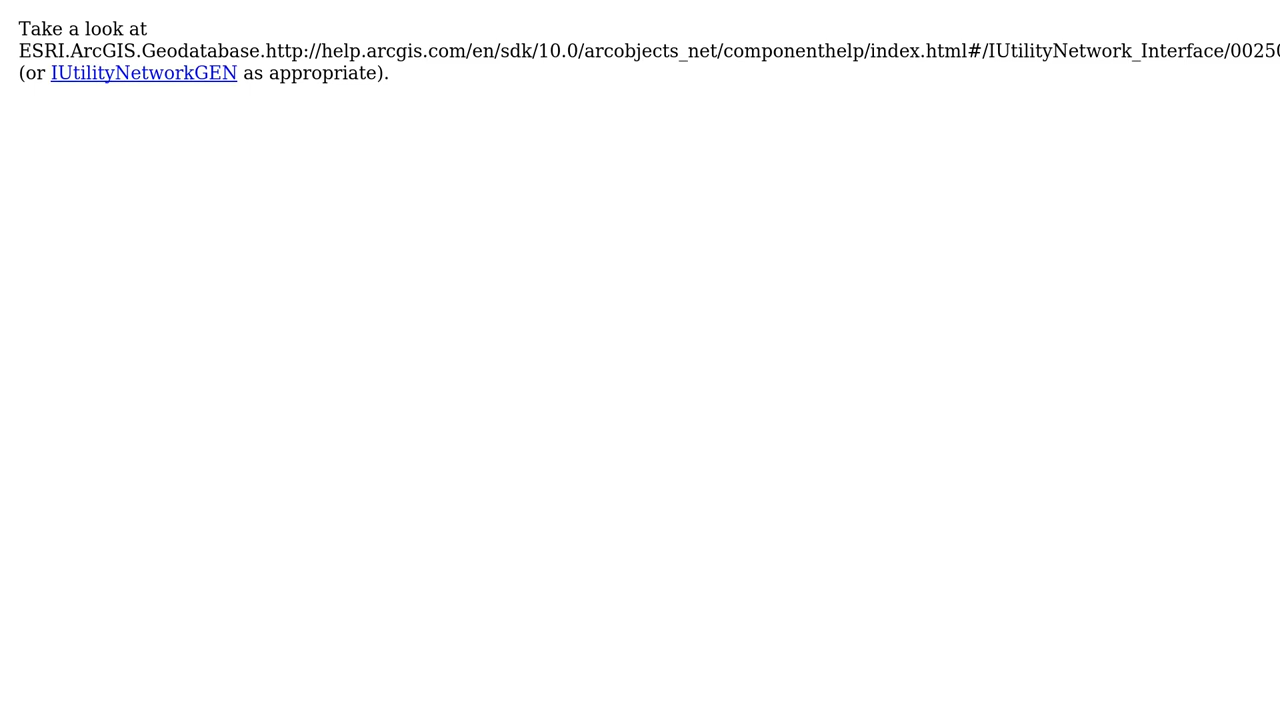 Take a look at
ESRI.ArcGIS.Geodatabase.http://help.arcgis.com/en/sdk/10.0/arcobjects_net/componenthelp/index.html#/IUtilityNetwork_Interface/0025
(or IUtilityNetworkGEN as appropriate).